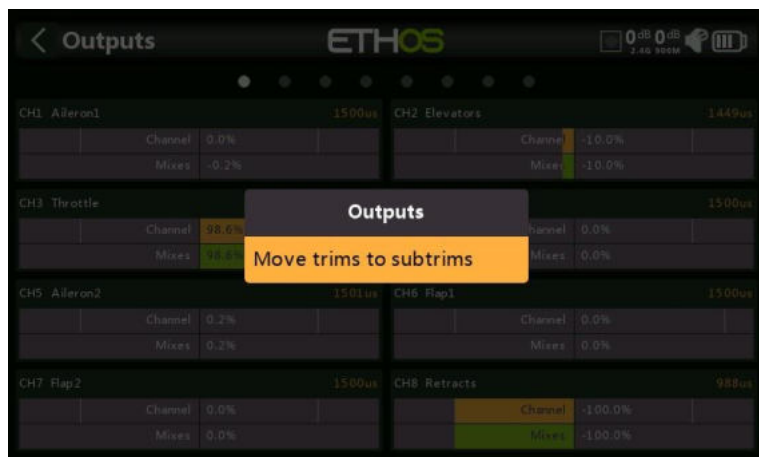 Outputs
ETHOS
0dB 0dB
2.4G 900M
CH1 Aileron1 1500us
Channel 0.0%
Mixes -0.2%
CH2 Elevators 1449us
Channel -10.0%
Mixes -10.0%
CH3 Throttle
Channel 98.6%
Mixes 98.6%
1500us
Channel 0.0%
Mixes 0.0%
Outputs
Move trims to subtrims
CH5 Aileron2 1501us
Channel 0.2%
Mixes 0.2%
CH6 Flap1 1500us
Channel 0.0%
Mixes 0.0%
CH7 Flap2 1500us
Channel 0.0%
Mixes 0.0%
CH8 Retracts 988us
Channel -100.0%
Mixes -100.0%